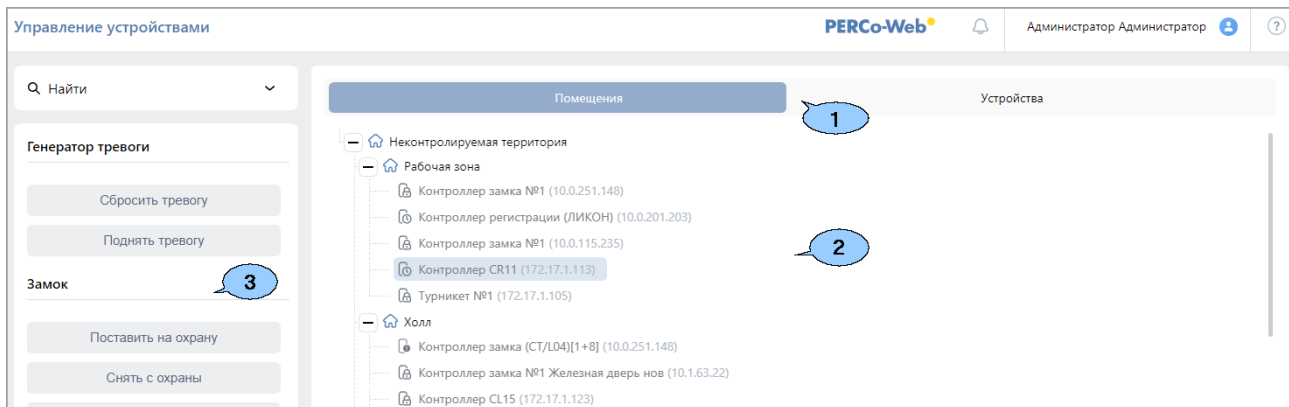 Управление устройствами
PERCo-Web
Администратор Администратор
?
Найти
Помещения
Устройства
1
Генератор тревоги
Сбросить тревогу
Поднять тревогу
Замок
3
Поставить на охрану
Снять с охраны
Неконтролируемая территория
Рабочая зона
Контроллер замка №1 (10.0.251.148)
Контроллер регистрации (ЛИКОН) (10.0.201.203)
Контроллер замка №1 (10.0.115.235)
2
Контроллер CR11 (172.17.1.113)
Турникет №1 (172.17.1.105)
Холл
Контроллер замка (CT/L04)[1+8] (10.0.251.148)
Контроллер замка №1 Железная дверь нов (10.1.63.22)
Контроллер CL15 (172.17.1.123)